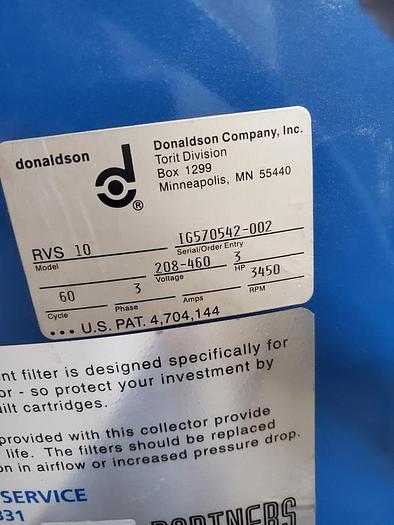 donaldson
®
Donaldson Company, Inc.
Torit Division
Box 1299
Minneapolis, MN 55440
RVS 10 IG570542-002
Model Serial/Order Entry
208-460 3
Voltage HP
60 3 3450
Cycle Phase Amps RPM
••• U.S. PAT. 4,704,144
nt filter is designed specifically for
or - so protect your investment by
ilt cartridges.
provided with this collector provide
life. The filters should be replaced
on in airflow or increased pressure drop.
SERVICE
331
PARTNERS